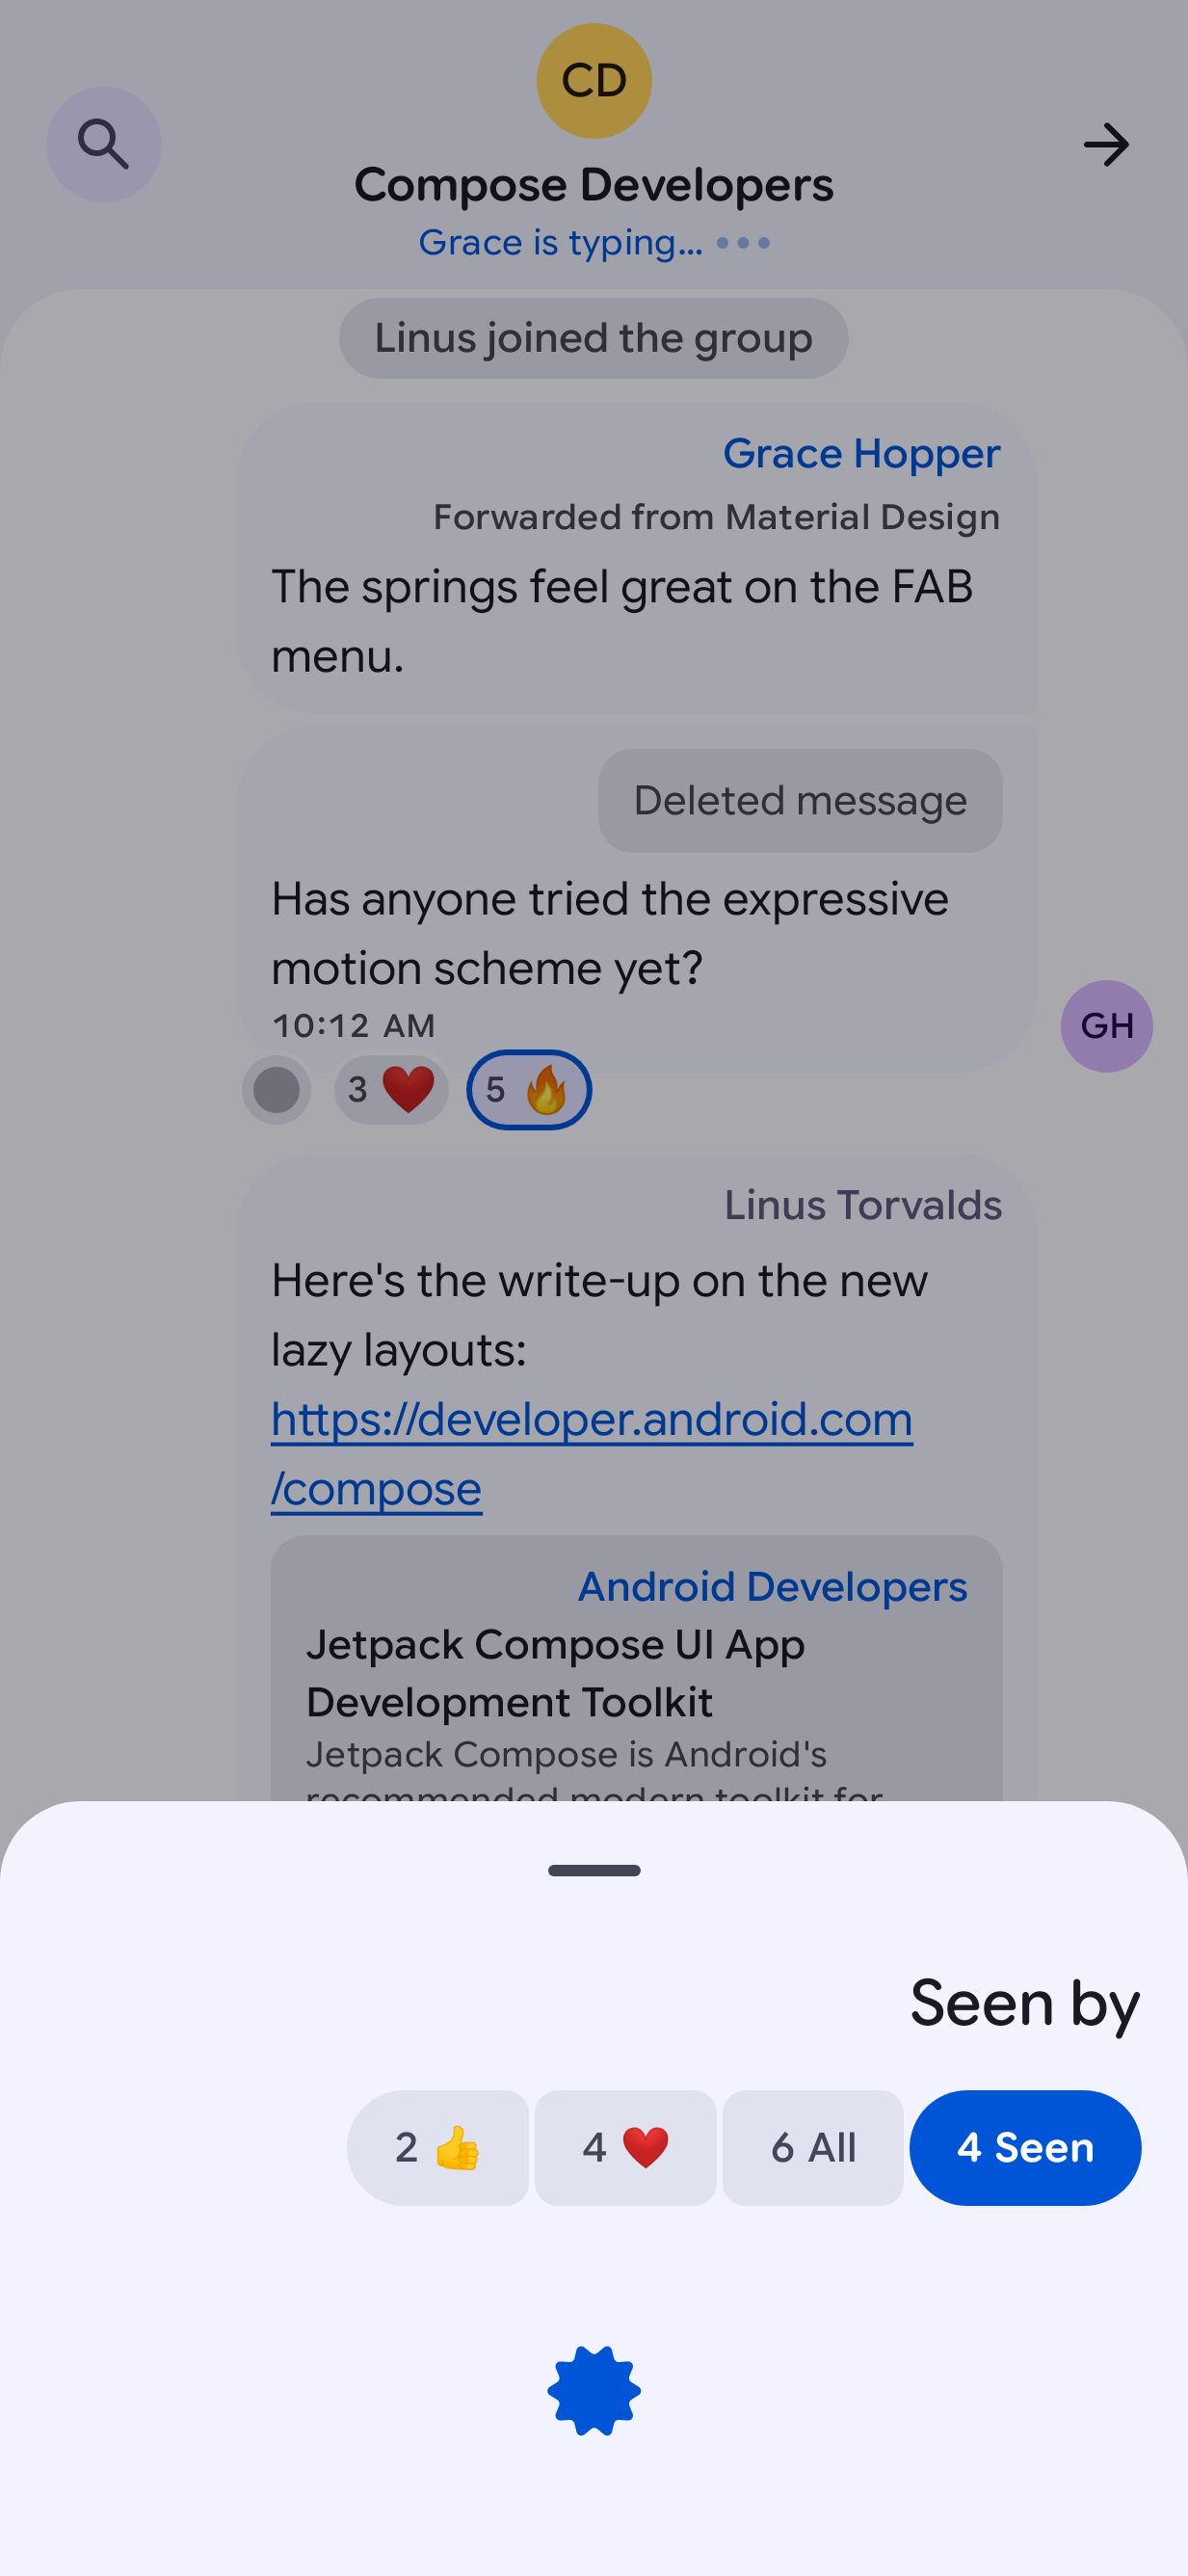 CD
Compose Developers
Grace is typing...
Linus joined the group
Grace Hopper
Forwarded from Material Design
The springs feel great on the FAB
menu.
Deleted message
Has anyone tried the expressive
motion scheme yet?
10:12 AM
GH
3 ❤️
5 🔥
Linus Torvalds
Here's the write-up on the new
lazy layouts:
https://developer.android.com
/compose
Android Developers
Jetpack Compose UI App
Development Toolkit
Jetpack Compose is Android's
recommended modern toolkit for
Seen by
2 👍
4 ❤️
6 All
4 Seen